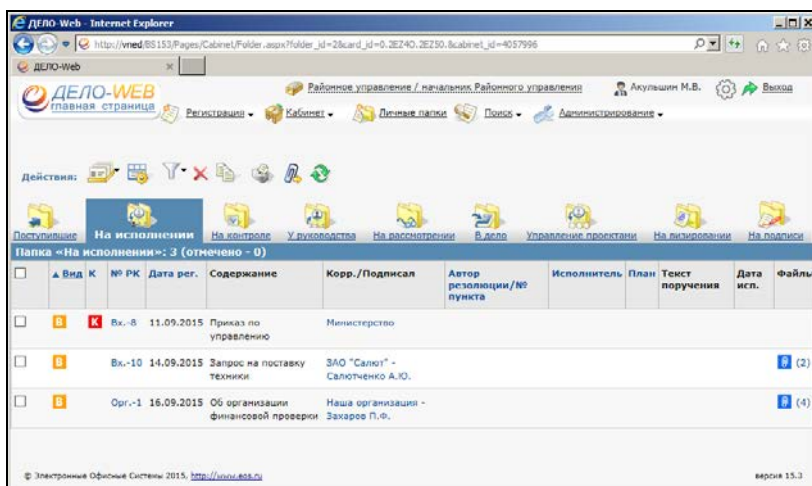 ДЕЛО-Web - Internet Explorer
http://vned/BS153/Pages/Cabinet/Folder.aspx?folder_id=2&card_id=0.2EZ4O.2EZ50.&cabinet_id=4057996
ДЕЛО-Web
ДЕЛО-WEB
главная страница
Районное управление / начальник Районного управления
Акульшин М.В.
Выход
Регистрация
Кабинет
Личные папки
Поиск
Администрирование
Действия:
Поступившие На исполнении На контроле У руководства На рассмотрении В дело Управление проектами На визировании На подписи
Папка «На исполнении»: 3 (отмечено - 0)
Вид К № РК Дата рег. Содержание Корр./Подписал Автор резолюции/№ пункта Исполнитель План Текст поручения Дата исп. Файлы
В К Вх.-8 11.09.2015 Приказ по управлению Министерство
В Вх.-10 14.09.2015 Запрос на поставку техники ЗАО "Салют" - Салютченко А.Ю. (2)
В Орг.-1 16.09.2015 Об организации финансовой проверки Наша организация - Захаров П.Ф. (4)
© Электронные Офисные Системы 2015, http://www.eos.ru
версия 15.3